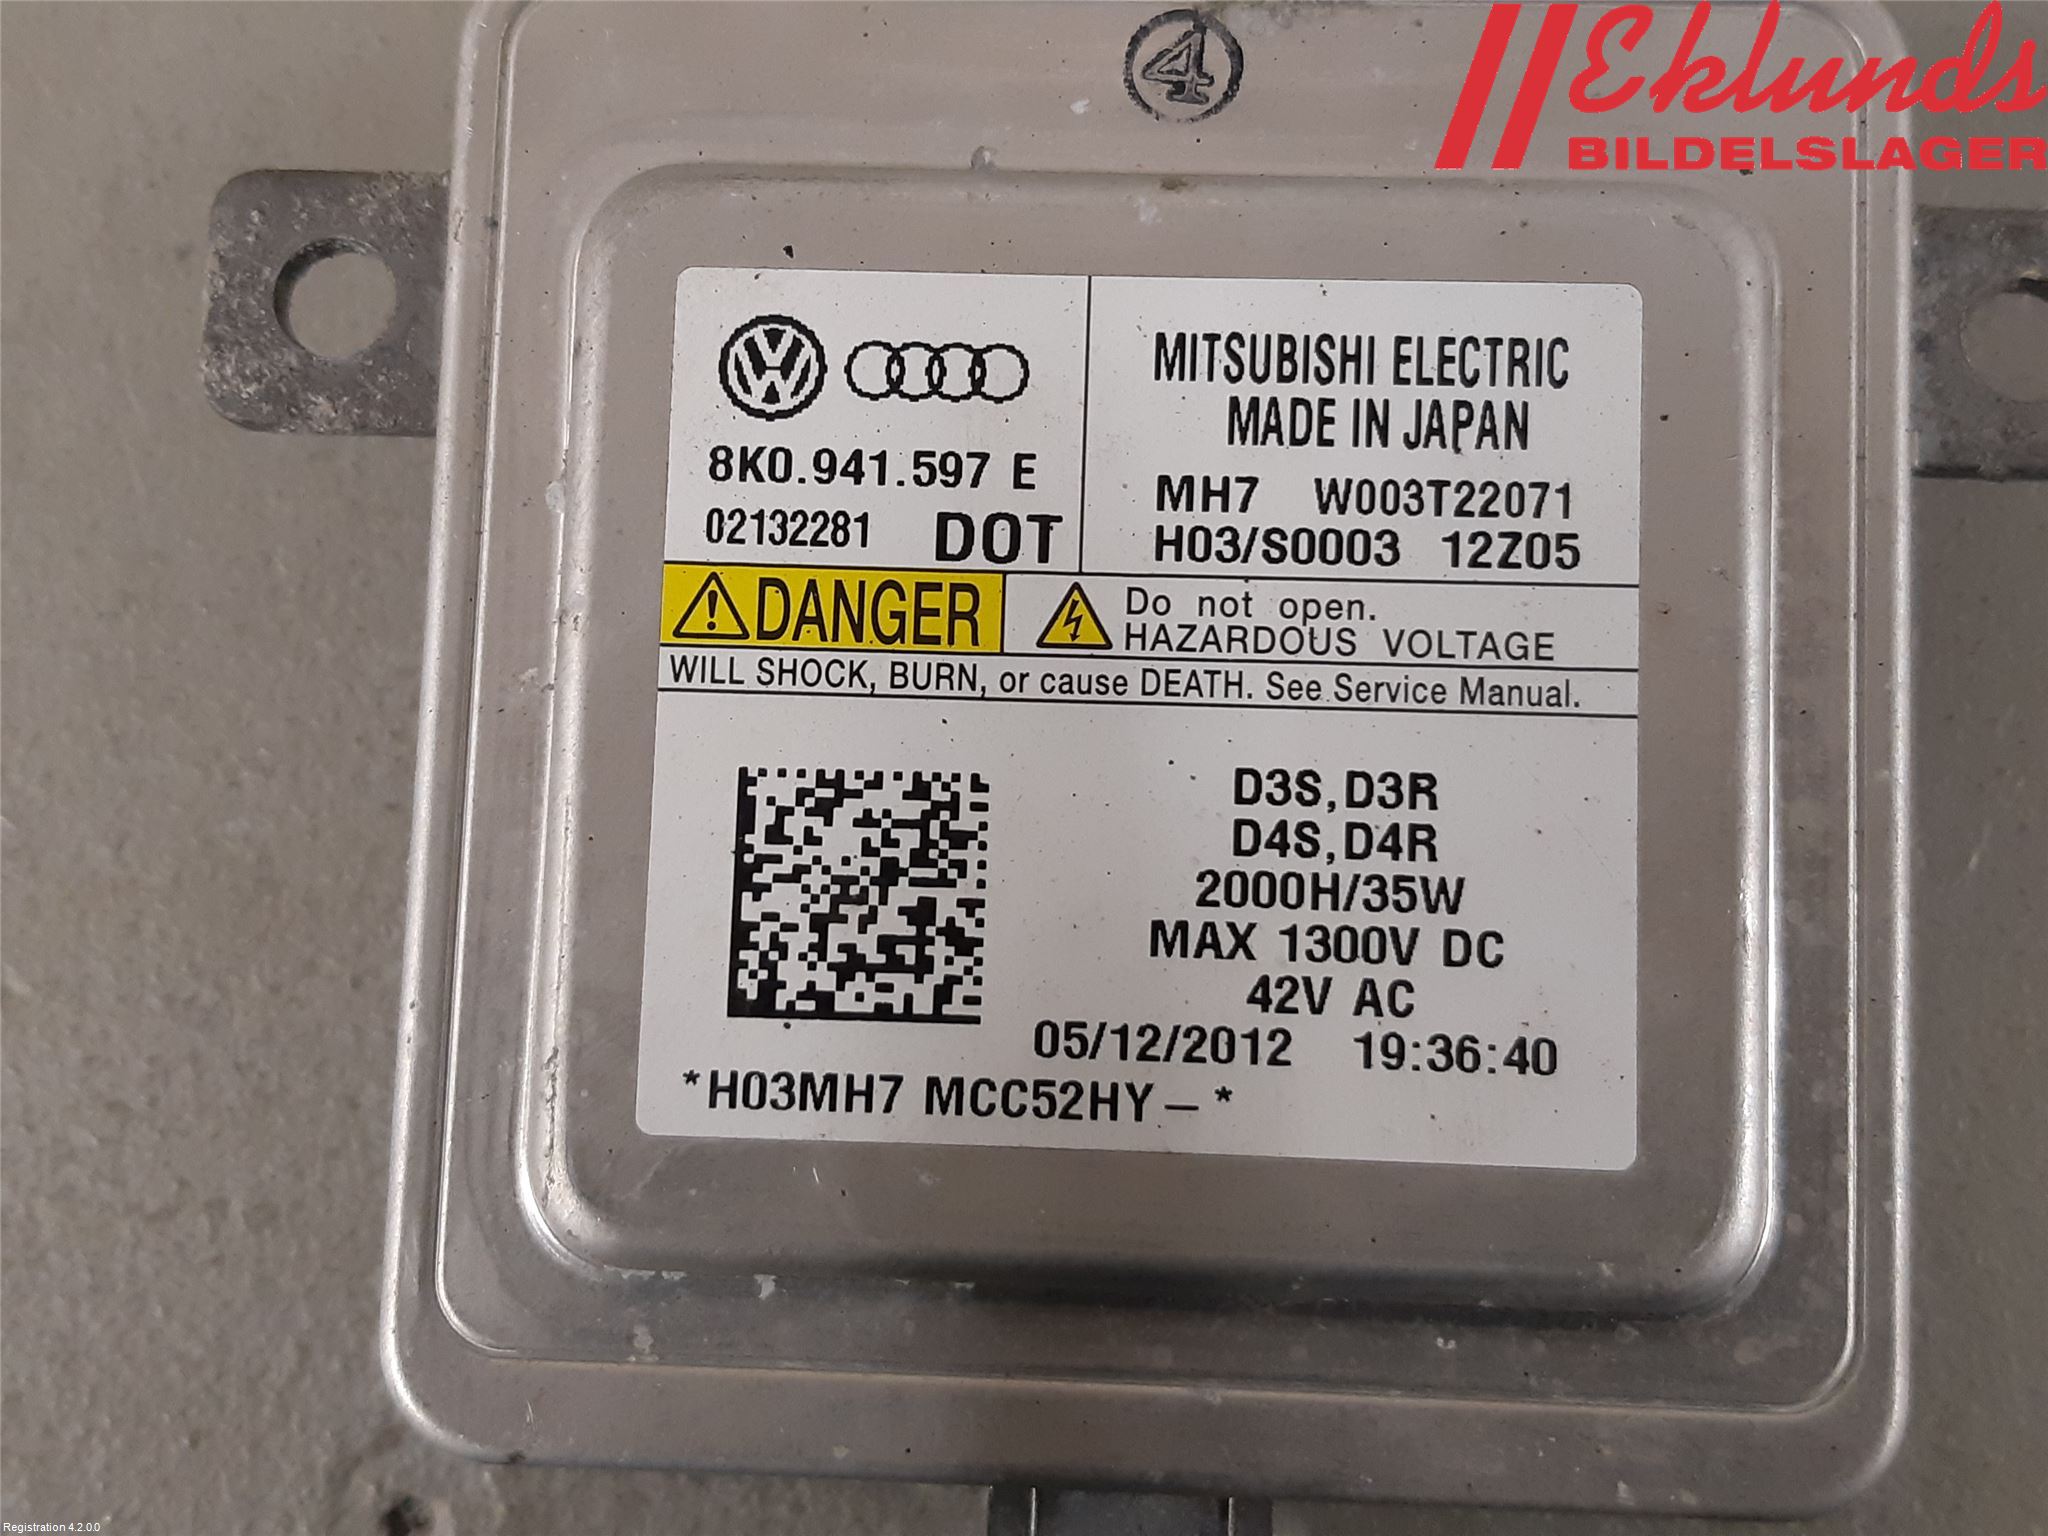 4
Eklunds
BILDELSLAGER
8K0.941.597 E
02132281 DOT
MITSUBISHI ELECTRIC
MADE IN JAPAN
MH7 W003T22071
H03/S0003 12Z05
DANGER
Do not open.
HAZARDOUS VOLTAGE
WILL SHOCK, BURN, or cause DEATH. See Service Manual.
D3S, D3R
D4S, D4R
2000H/35W
MAX 1300V DC
42V AC
05/12/2012 19:36:40
*H03MH7 MCC52HY– *
Registration 4.2.0.0